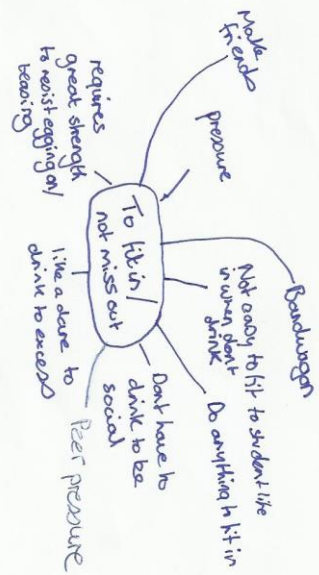 Make
friends
pressure
requires
great strength
to resist egging on/
teasing
To fit in/
not miss out
Bandwagon
Not easy to fit to student life
in when don't
drink
Do anything to fit in
Don't have to
drink to be
social
like a dare to
drink to excess
Peer pressure